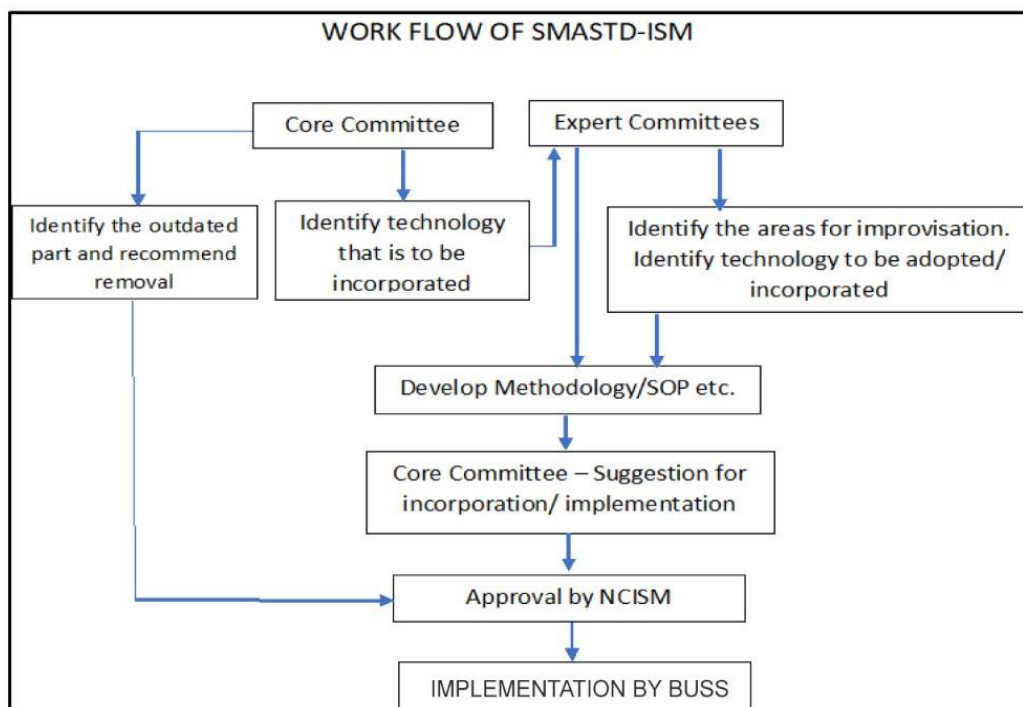 WORK FLOW OF SMASTD-ISM
Core Committee
Expert Committees
Identify the outdated
part and recommend
removal
Identify technology
that is to be
incorporated
Identify the areas for improvisation.
Identify technology to be adopted/
incorporated
Develop Methodology/SOP etc.
Core Committee – Suggestion for
incorporation/ implementation
Approval by NCISM
IMPLEMENTATION BY BUSS